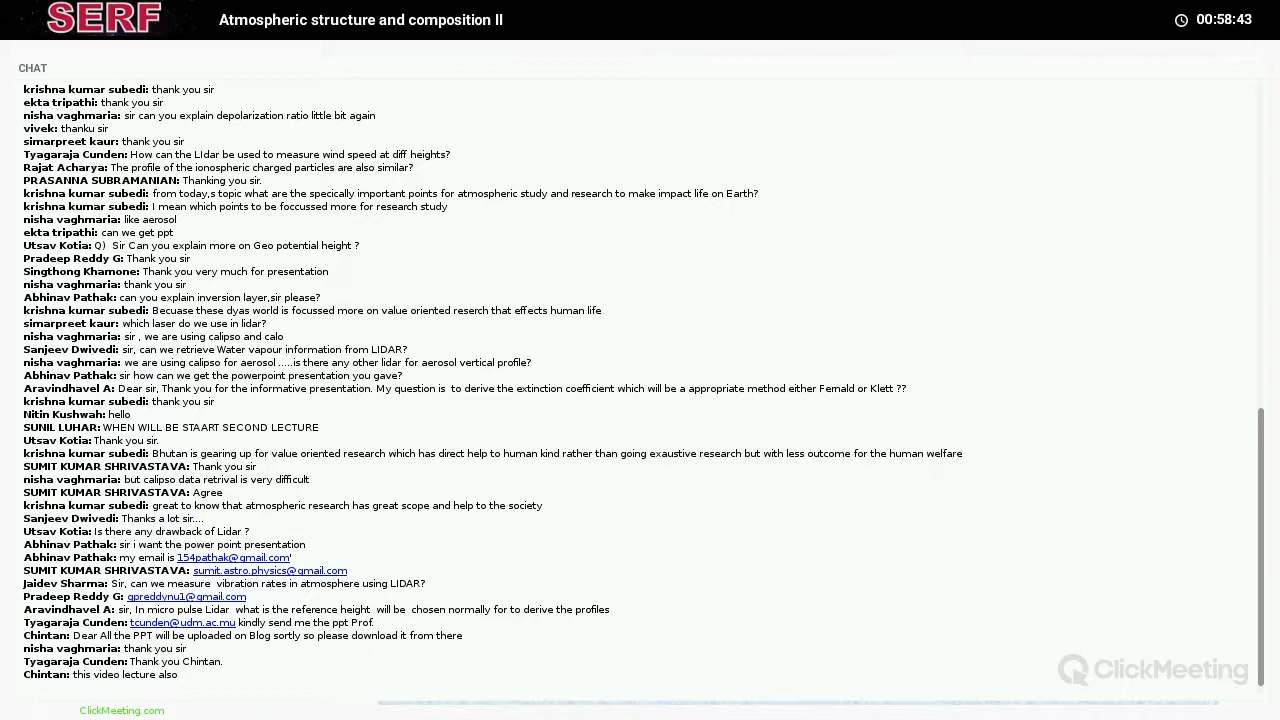 SERF
Atmospheric structure and composition II
00:58:43
CHAT
krishna kumar subedi: thank you sir
ekta tripathi: thank you sir
nisha vaghmaria: sir can you explain depolarization ratio little bit again
vivek: thanku sir
simarpreet kaur: thank you sir
Tyagaraja Cunden: How can the LIdar be used to measure wind speed at diff heights?
Rajat Acharya: The profile of the ionospheric charged particles are also similar?
PRASANNA SUBRAMANIAN: Thanking you sir.
krishna kumar subedi: from today,s topic what are the specically important points for atmospheric study and research to make impact life on Earth?
krishna kumar subedi: I mean which points to be foccussed more for research study
nisha vaghmaria: like aerosol
ekta tripathi: can we get ppt
Utsav Kotia: Q) Sir Can you explain more on Geo potential height ?
Pradeep Reddy G: Thank you sir
Singthong Khamone: Thank you very much for presentation
nisha vaghmaria: thank you sir
Abhinav Pathak: can you explain inversion layer,sir please?
krishna kumar subedi: Becuase these dyas world is focussed more on value oriented reserch that effects human life
simarpreet kaur: which laser do we use in lidar?
nisha vaghmaria: sir , we are using calipso and calo
Sanjeev Dwivedi: sir, can we retrieve Water vapour information from LIDAR?
nisha vaghmaria: we are using calipso for aerosol .....is there any other lidar for aerosol vertical profile?
Abhinav Pathak: sir how can we get the powerpoint presentation you gave?
Aravindhavel A: Dear sir, Thank you for the informative presentation. My question is to derive the extinction coefficient which will be a appropriate method either Fernald or Klett ??
krishna kumar subedi: thank you sir
Nitin Kushwah: hello
SUNIL LUHAR: WHEN WILL BE STAART SECOND LECTURE
Utsav Kotia: Thank you sir.
krishna kumar subedi: Bhutan is gearing up for value oriented research which has direct help to human kind rather than going exaustive research but with less outcome for the human welfare
SUMIT KUMAR SHRIVASTAVA: Thank you sir
nisha vaghmaria: but calipso data retrival is very difficult
SUMIT KUMAR SHRIVASTAVA: Agree
krishna kumar subedi: great to know that atmospheric research has great scope and help to the society
Sanjeev Dwivedi: Thanks a lot sir....
Utsav Kotia: Is there any drawback of Lidar ?
Abhinav Pathak: sir i want the power point presentation
Abhinav Pathak: my email is 154pathak@gmail.com'
SUMIT KUMAR SHRIVASTAVA: sumit.astro.physics@gmail.com
Jaidev Sharma: Sir, can we measure vibration rates in atmosphere using LIDAR?
Pradeep Reddy G: gpreddynu1@gmail.com
Aravindhavel A: sir, In micro pulse Lidar what is the reference height will be chosen normally for to derive the profiles
Tyagaraja Cunden: tcunden@udm.ac.mu kindly send me the ppt Prof.
Chintan: Dear All the PPT will be uploaded on Blog sortly so please download it from there
nisha vaghmaria: thank you sir
Tyagaraja Cunden: Thank you Chintan.
Chintan: this video lecture also
ClickMeeting
ClickMeeting.com